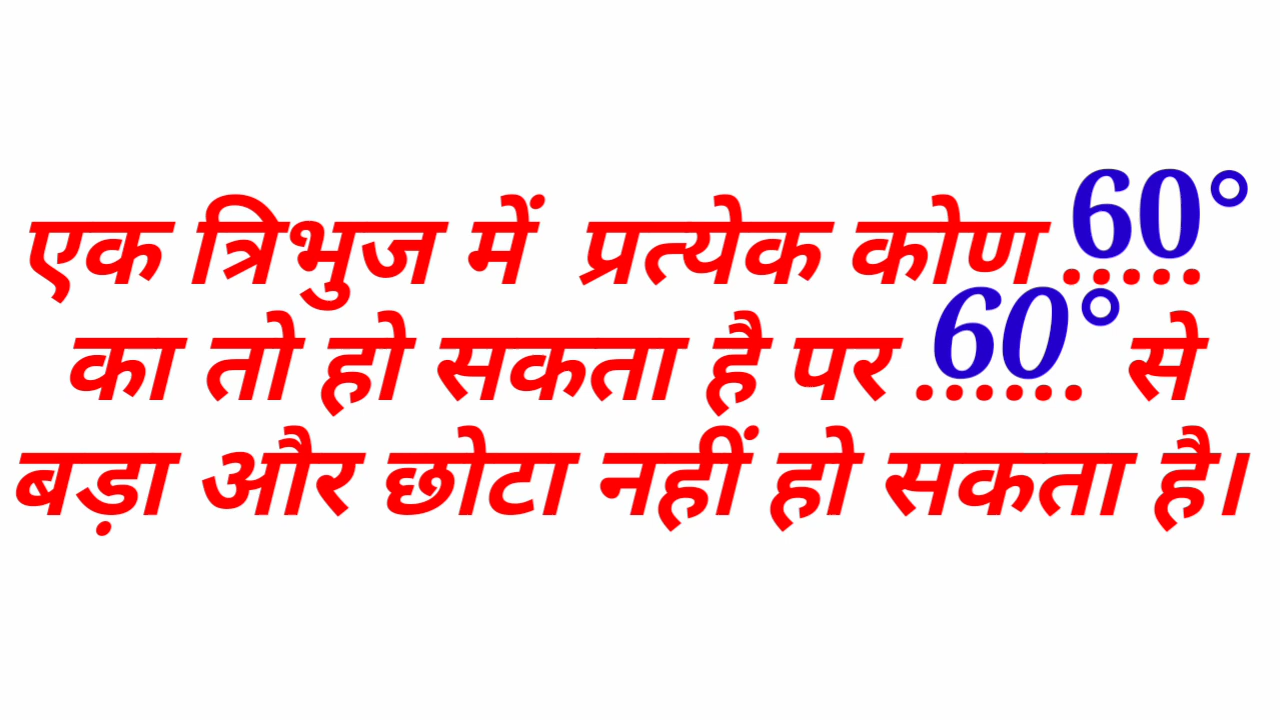 एक त्रिभुज में प्रत्येक कोण 60°.....
का तो हो सकता है पर 60°...... से
बड़ा और छोटा नहीं हो सकता है।